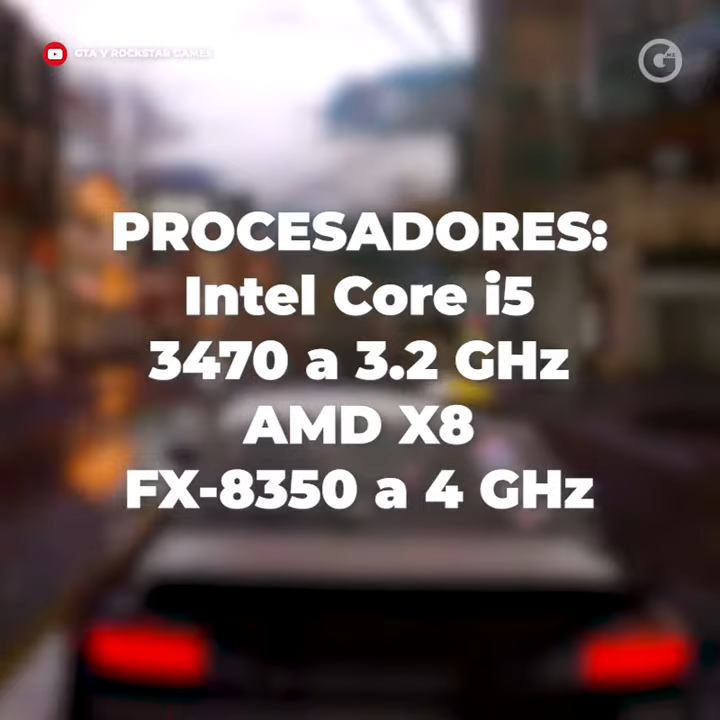 GTA V ROCKSTAR GAMES
PROCESADORES:
Intel Core i5
3470 a 3.2 GHz
AMD X8
FX-8350 a 4 GHz